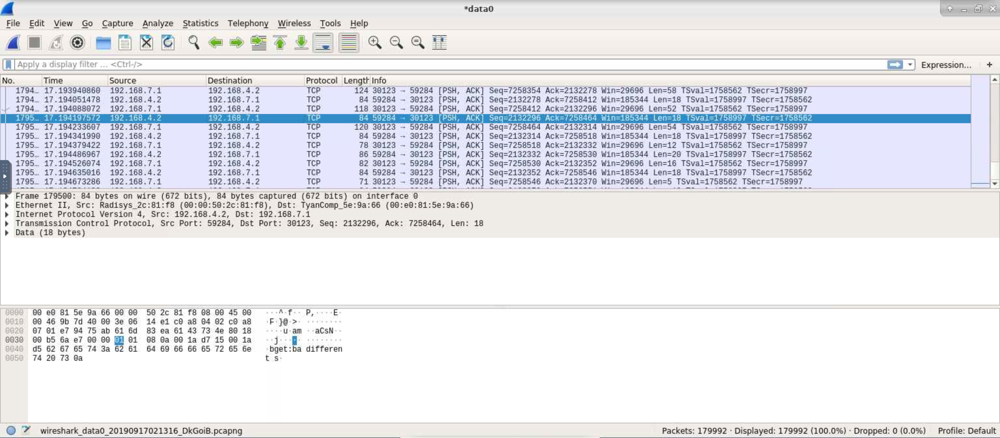 *data0
File Edit View Go Capture Analyze Statistics Telephony Wireless Tools Help
Apply a display filter ... <Ctrl-/> Expression... +
No. Time Source Destination Protocol Length Info
1794… 17.193940860 192.168.7.1 192.168.4.2 TCP 124 30123 → 59284 [PSH, ACK] Seq=7258354 Ack=2132278 Win=29696 Len=58 TSval=1758562 TSecr=1758997
1794… 17.194051478 192.168.4.2 192.168.7.1 TCP 84 59284 → 30123 [PSH, ACK] Seq=2132278 Ack=7258412 Win=185344 Len=18 TSval=1758997 TSecr=1758562
1794… 17.194088072 192.168.7.1 192.168.4.2 TCP 118 30123 → 59284 [PSH, ACK] Seq=7258412 Ack=2132296 Win=29696 Len=52 TSval=1758562 TSecr=1758997
1795… 17.194197572 192.168.4.2 192.168.7.1 TCP 84 59284 → 30123 [PSH, ACK] Seq=2132296 Ack=7258464 Win=185344 Len=18 TSval=1758997 TSecr=1758562
1795… 17.194233607 192.168.7.1 192.168.4.2 TCP 120 30123 → 59284 [PSH, ACK] Seq=7258464 Ack=2132314 Win=29696 Len=54 TSval=1758562 TSecr=1758997
1795… 17.194341990 192.168.4.2 192.168.7.1 TCP 84 59284 → 30123 [PSH, ACK] Seq=2132314 Ack=7258518 Win=185344 Len=18 TSval=1758997 TSecr=1758562
1795… 17.194379422 192.168.7.1 192.168.4.2 TCP 78 30123 → 59284 [PSH, ACK] Seq=7258518 Ack=2132332 Win=29696 Len=12 TSval=1758562 TSecr=1758997
1795… 17.194486967 192.168.4.2 192.168.7.1 TCP 86 59284 → 30123 [PSH, ACK] Seq=2132332 Ack=7258530 Win=185344 Len=20 TSval=1758997 TSecr=1758562
1795… 17.194526074 192.168.7.1 192.168.4.2 TCP 82 30123 → 59284 [PSH, ACK] Seq=7258530 Ack=2132352 Win=29696 Len=16 TSval=1758562 TSecr=1758997
1795… 17.194635016 192.168.4.2 192.168.7.1 TCP 84 59284 → 30123 [PSH, ACK] Seq=2132352 Ack=7258546 Win=185344 Len=18 TSval=1758997 TSecr=1758562
1795… 17.194673286 192.168.7.1 192.168.4.2 TCP 71 30123 → 59284 [PSH, ACK] Seq=7258546 Ack=2132370 Win=29696 Len=5 TSval=1758562 TSecr=1758997
Frame 179500: 84 bytes on wire (672 bits), 84 bytes captured (672 bits) on interface 0
Ethernet II, Src: Radisys_2c:81:f8 (00:00:50:2c:81:f8), Dst: TyanComp_5e:9a:66 (00:e0:81:5e:9a:66)
Internet Protocol Version 4, Src: 192.168.4.2, Dst: 192.168.7.1
Transmission Control Protocol, Src Port: 59284, Dst Port: 30123, Seq: 2132296, Ack: 7258464, Len: 18
Data (18 bytes)
0000 00 e0 81 5e 9a 66 00 00 50 2c 81 f8 08 00 45 00 ···^·f·· P,····E·
0010 00 46 9b 7d 40 00 3e 06 14 e1 c0 a8 04 02 c0 a8 ·F·}@·>· ········
0020 07 01 e7 94 75 ab 61 6d 83 ea 61 43 73 4e 80 18 ····u·am ··aCsN··
0030 00 b5 6a e7 00 00 01 01 08 0a 00 1a d7 15 00 1a ··j····· ········
0040 d5 62 67 65 74 3a 62 61 64 69 66 66 65 72 65 6e ·bget:ba differen
0050 74 20 73 0a t s·
wireshark_data0_20190917021316_DkGoiB.pcapng Packets: 179992 · Displayed: 179992 (100.0%) · Dropped: 0 (0.0%) Profile: Default